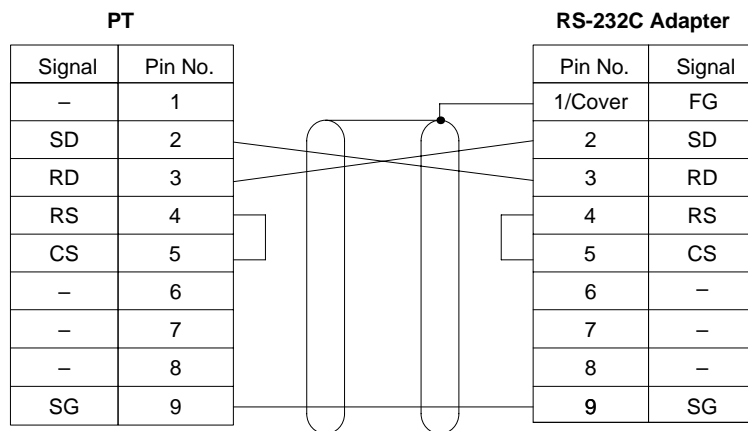 PT RS-232C Adapter
Signal Pin No. Pin No. Signal
– 1 1/Cover FG
SD 2 2 SD
RD 3 3 RD
RS 4 4 RS
CS 5 5 CS
– 6 6 –
– 7 7 –
– 8 8 –
SG 9 9 SG